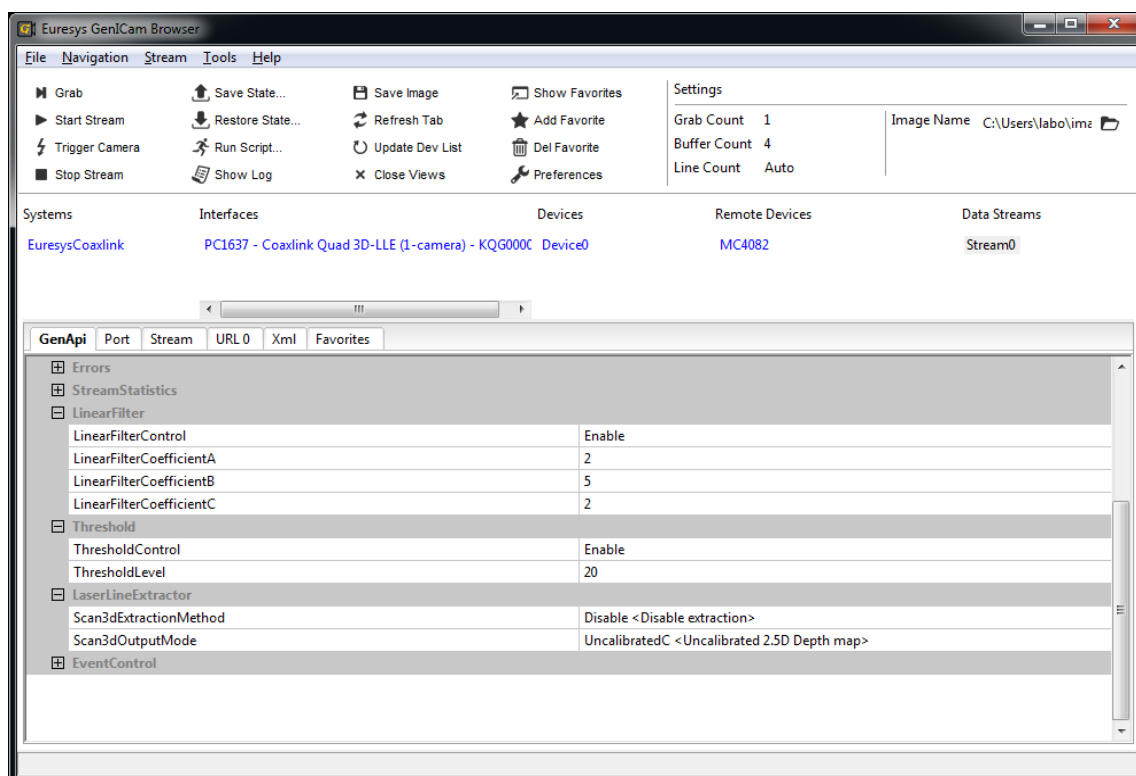 Euresys GenICam Browser
File Navigation Stream Tools Help
Grab Save State... Save Image Show Favorites Settings
Start Stream Restore State... Refresh Tab Add Favorite Grab Count 1 Image Name C:\Users\labo\ima
Trigger Camera Run Script... Update Dev List Del Favorite Buffer Count 4
Stop Stream Show Log Close Views Preferences Line Count Auto
Systems Interfaces Devices Remote Devices Data Streams
EuresysCoaxlink PC1637 - Coaxlink Quad 3D-LLE (1-camera) - KQG0000 Device0 MC4082 Stream0
GenApi Port Stream URL 0 Xml Favorites
Errors
StreamStatistics
LinearFilter
LinearFilterControl Enable
LinearFilterCoefficientA 2
LinearFilterCoefficientB 5
LinearFilterCoefficientC 2
Threshold
ThresholdControl Enable
ThresholdLevel 20
LaserLineExtractor
Scan3dExtractionMethod Disable <Disable extraction>
Scan3dOutputMode UncalibratedC <Uncalibrated 2.5D Depth map>
EventControl